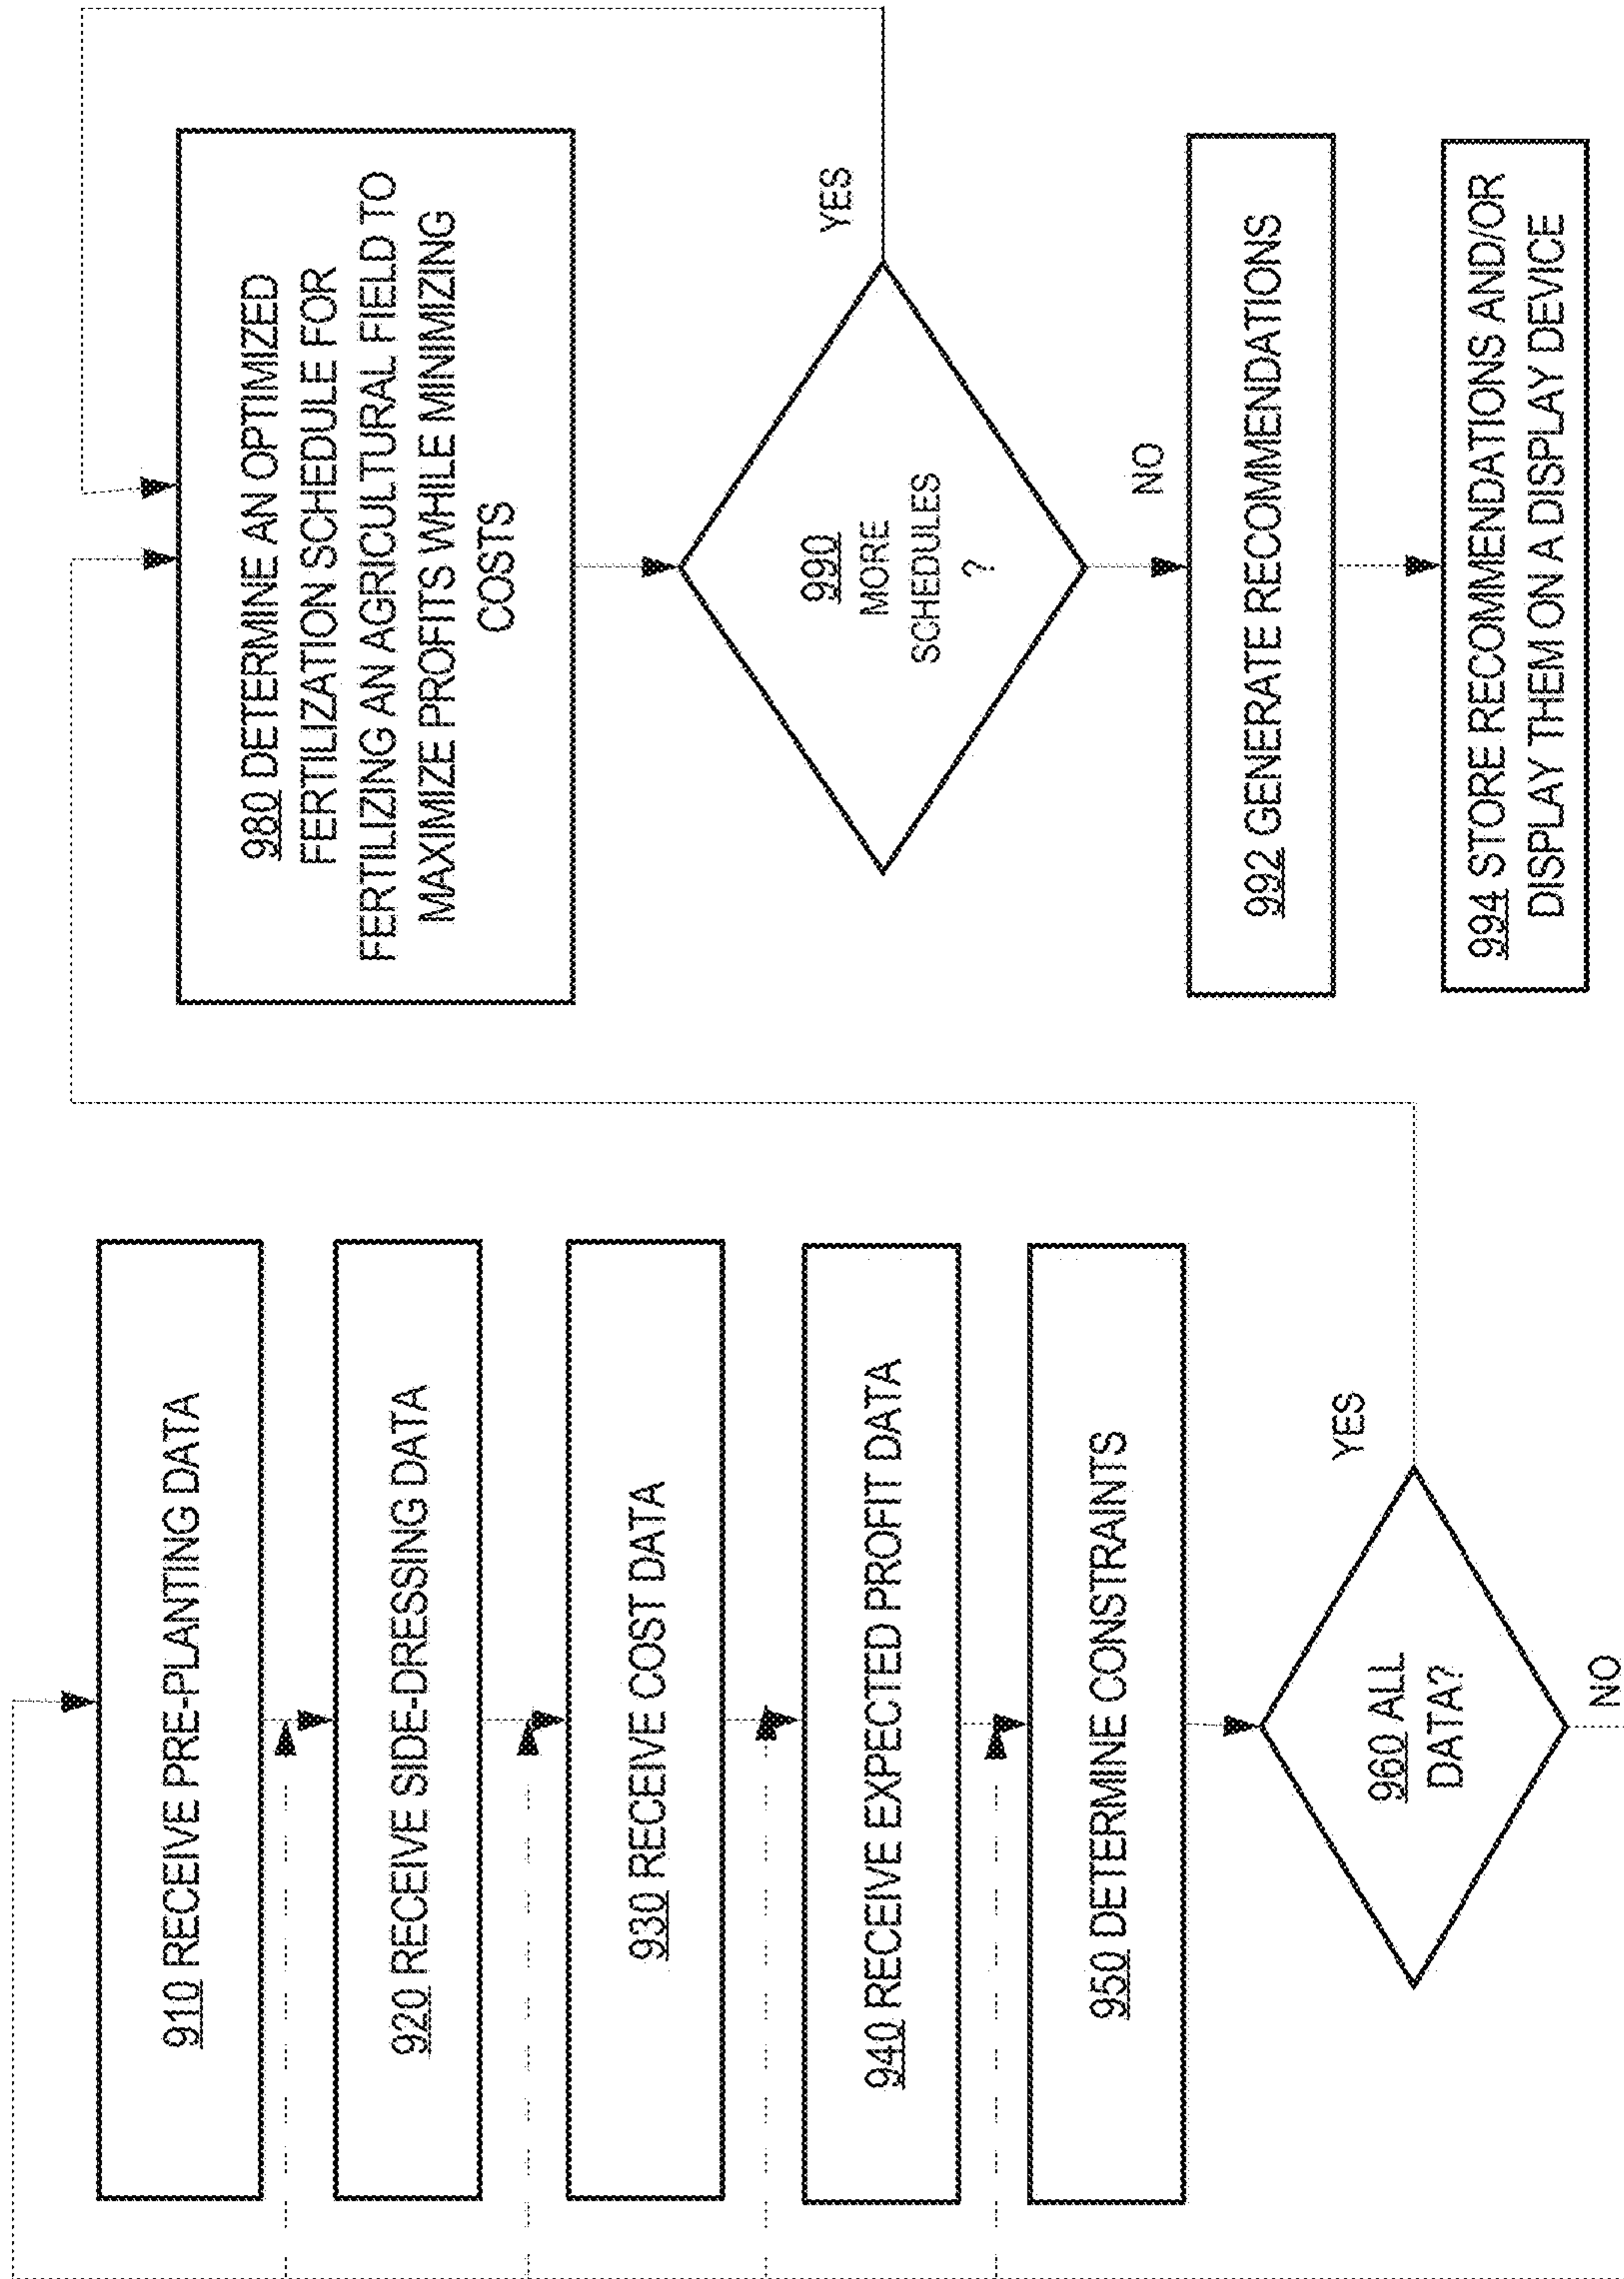 910 RECEIVE PRE-PLANTING DATA
920 RECEIVE SIDE-DRESSING DATA
930 RECEIVE COST DATA
940 RECEIVE EXPECTED PROFIT DATA
950 DETERMINE CONSTRAINTS
960 ALL
DATA?
YES
NO
980 DETERMINE AN OPTIMIZED
FERTILIZATION SCHEDULE FOR
FERTILIZING AN AGRICULTURAL FIELD TO
MAXIMIZE PROFITS WHILE MINIMIZING
COSTS
990
MORE
SCHEDULES
?
YES
NO
992 GENERATE RECOMMENDATIONS
994 STORE RECOMMENDATIONS AND/OR
DISPLAY THEM ON A DISPLAY DEVICE